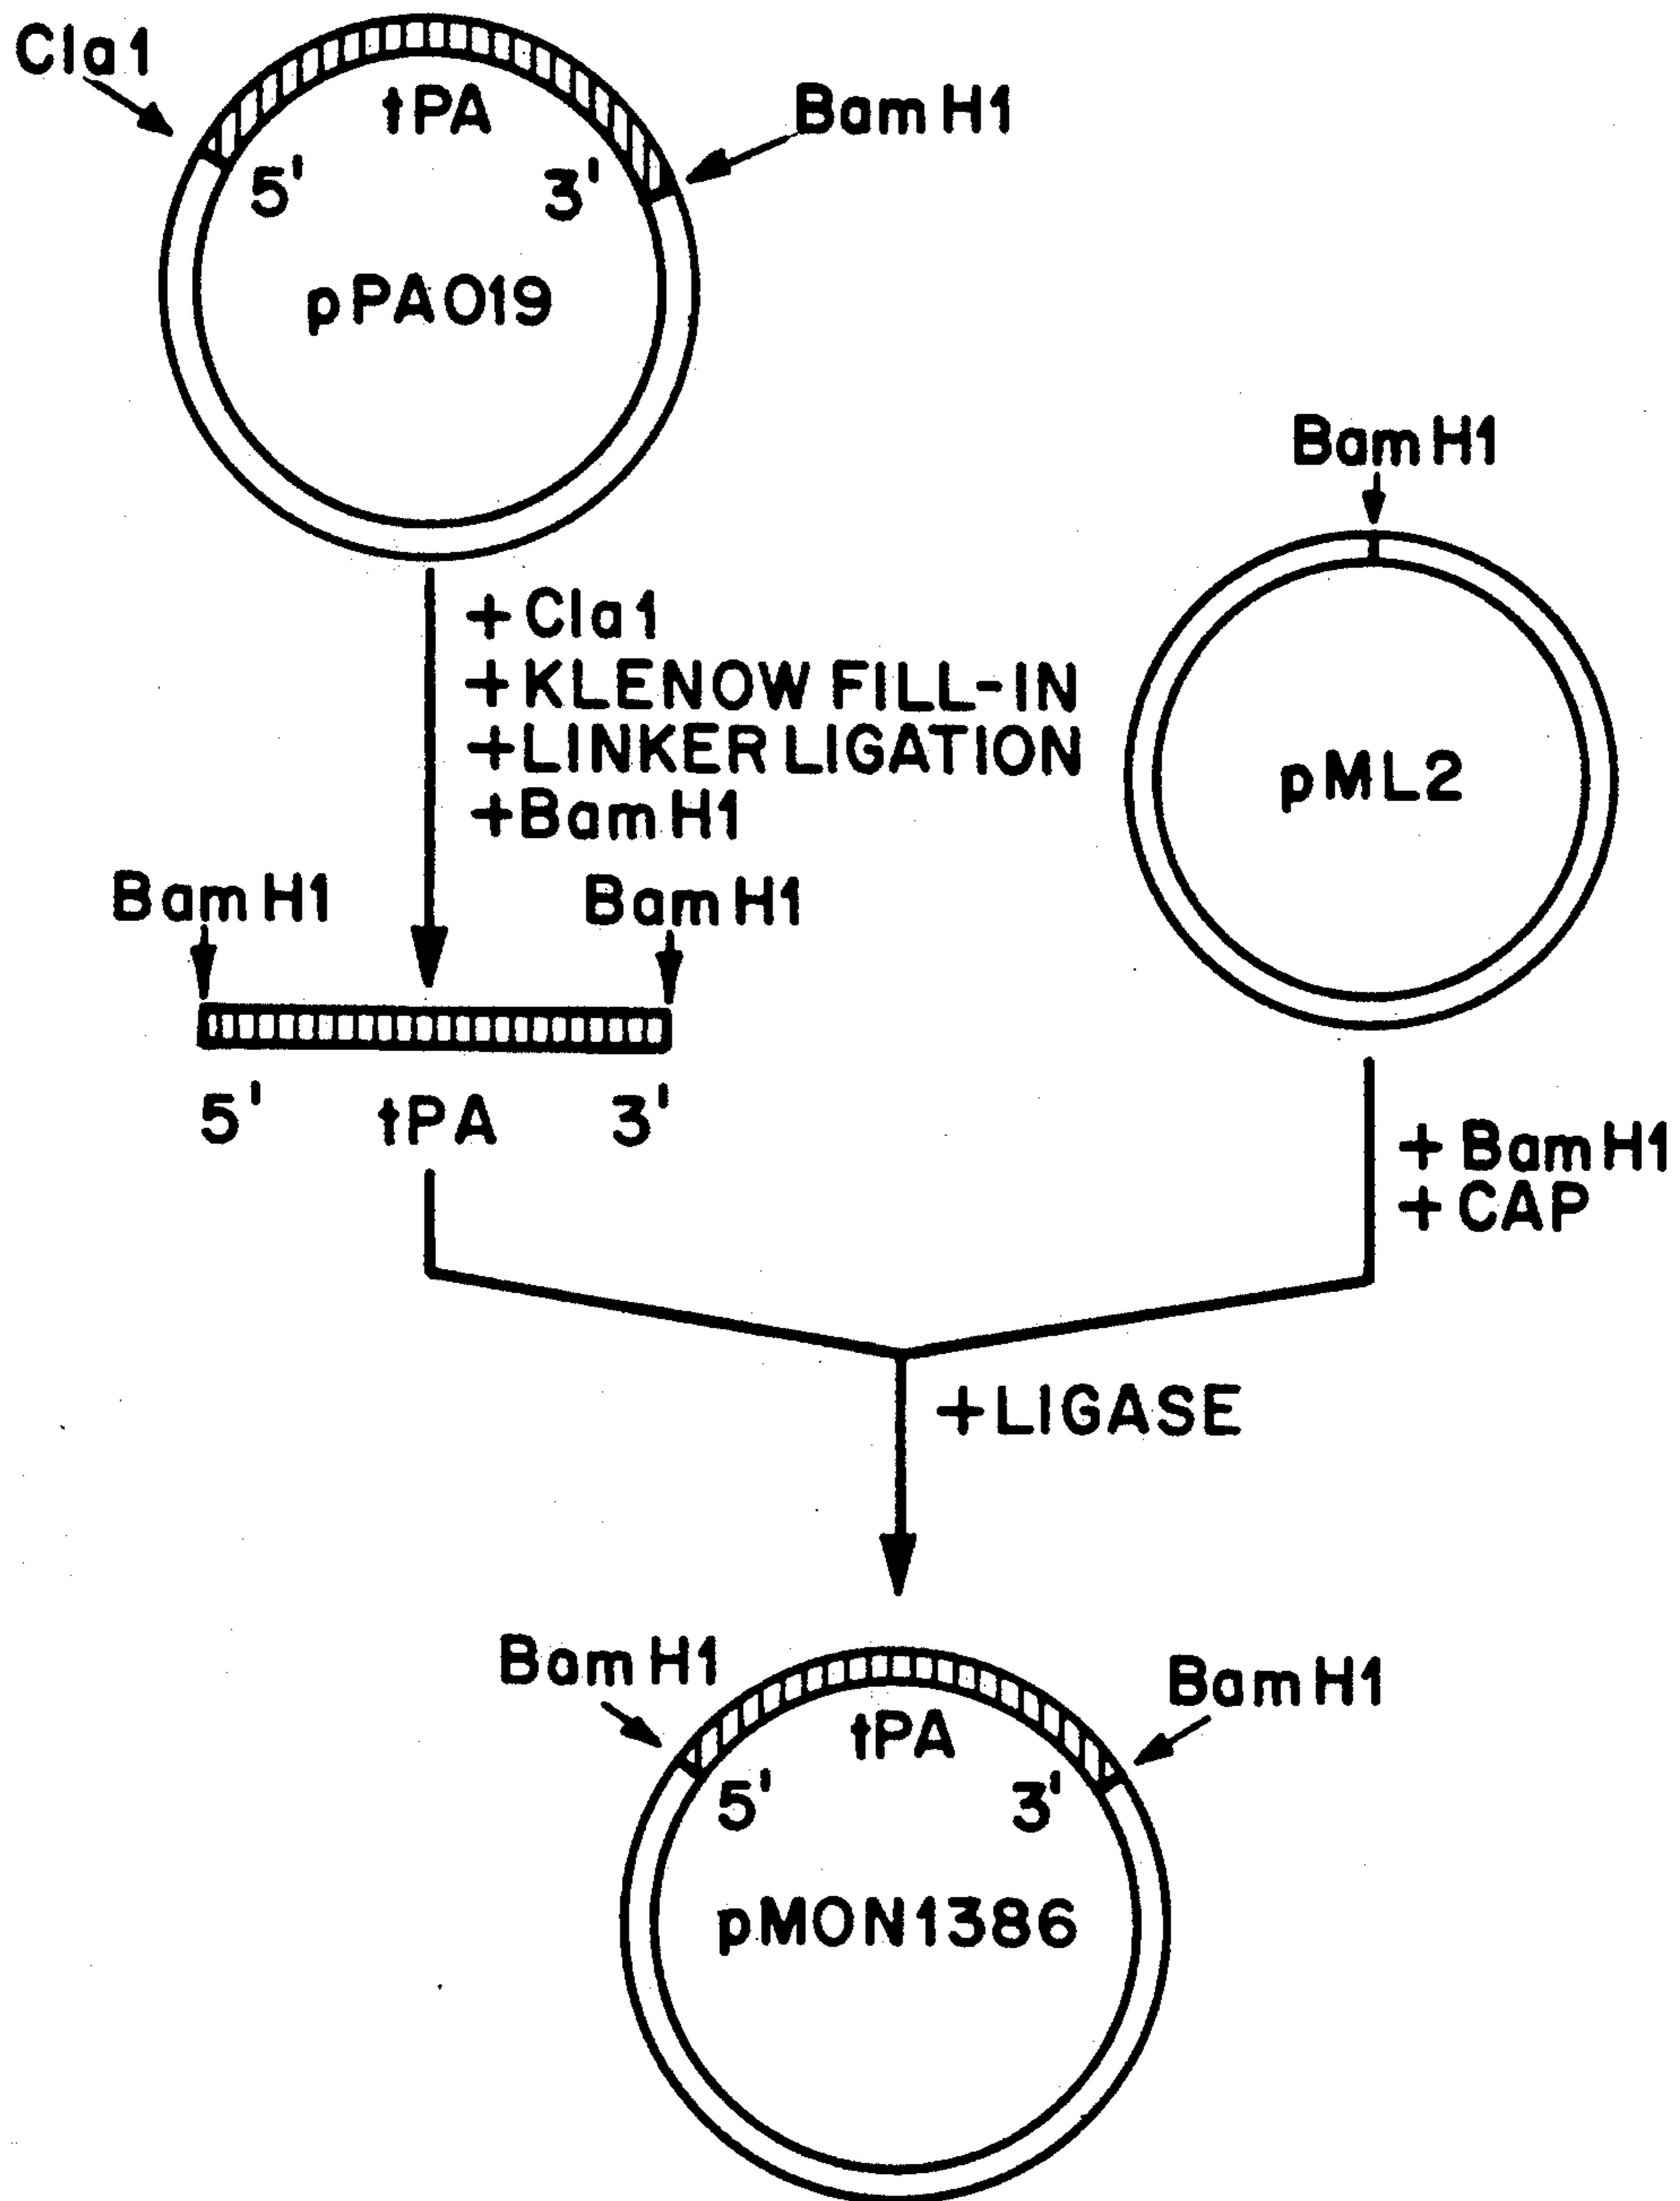 Cla1
tPA
BamH1
5' 3'
pPA019
+Cla1
+KLENOW FILL-IN
+LINKER LIGATION
+BamH1
BamH1
pML2
BamH1 BamH1
5' tPA 3'
+ BamH1
+ CAP
+LIGASE
BamH1
BamH1
tPA
5' 3'
pMON1386